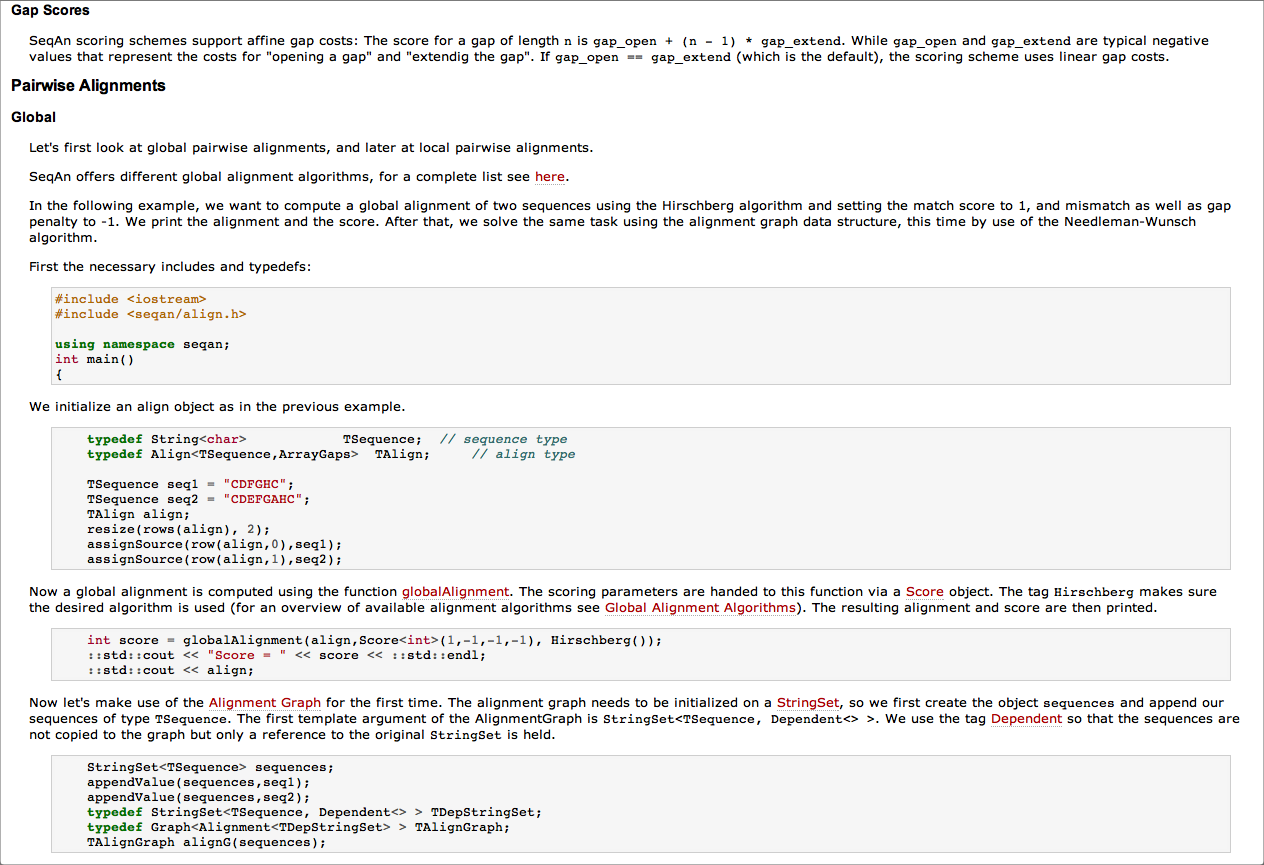 Gap Scores
SeqAn scoring schemes support affine gap costs: The score for a gap of length n is gap_open + (n - 1) * gap_extend. While gap_open and gap_extend are typical negative
values that represent the costs for "opening a gap" and "extendig the gap". If gap_open == gap_extend (which is the default), the scoring scheme uses linear gap costs.
Pairwise Alignments
Global
Let's first look at global pairwise alignments, and later at local pairwise alignments.
SeqAn offers different global alignment algorithms, for a complete list see here.
In the following example, we want to compute a global alignment of two sequences using the Hirschberg algorithm and setting the match score to 1, and mismatch as well as gap
penalty to -1. We print the alignment and the score. After that, we solve the same task using the alignment graph data structure, this time by use of the Needleman-Wunsch
algorithm.
First the necessary includes and typedefs:
#include <iostream>
#include <seqan/align.h>
using namespace seqan;
int main()
{
We initialize an align object as in the previous example.
typedef String<char> TSequence; // sequence type
typedef Align<TSequence,ArrayGaps> TAlign; // align type
TSequence seq1 = "CDFGHC";
TSequence seq2 = "CDEFGAHC";
TAlign align;
resize(rows(align), 2);
assignSource(row(align,0),seq1);
assignSource(row(align,1),seq2);
Now a global alignment is computed using the function globalAlignment. The scoring parameters are handed to this function via a Score object. The tag Hirschberg makes sure
the desired algorithm is used (for an overview of available alignment algorithms see Global Alignment Algorithms). The resulting alignment and score are then printed.
int score = globalAlignment(align,Score<int>(1,-1,-1,-1), Hirschberg());
::std::cout << "Score = " << score << ::std::endl;
::std::cout << align;
Now let's make use of the Alignment Graph for the first time. The alignment graph needs to be initialized on a StringSet, so we first create the object sequences and append our
sequences of type TSequence. The first template argument of the AlignmentGraph is StringSet<TSequence, Dependent<> >. We use the tag Dependent so that the sequences are
not copied to the graph but only a reference to the original StringSet is held.
StringSet<TSequence> sequences;
appendValue(sequences,seq1);
appendValue(sequences,seq2);
typedef StringSet<TSequence, Dependent<> > TDepStringSet;
typedef Graph<Alignment<TDepStringSet> > TAlignGraph;
TAlignGraph alignG(sequences);